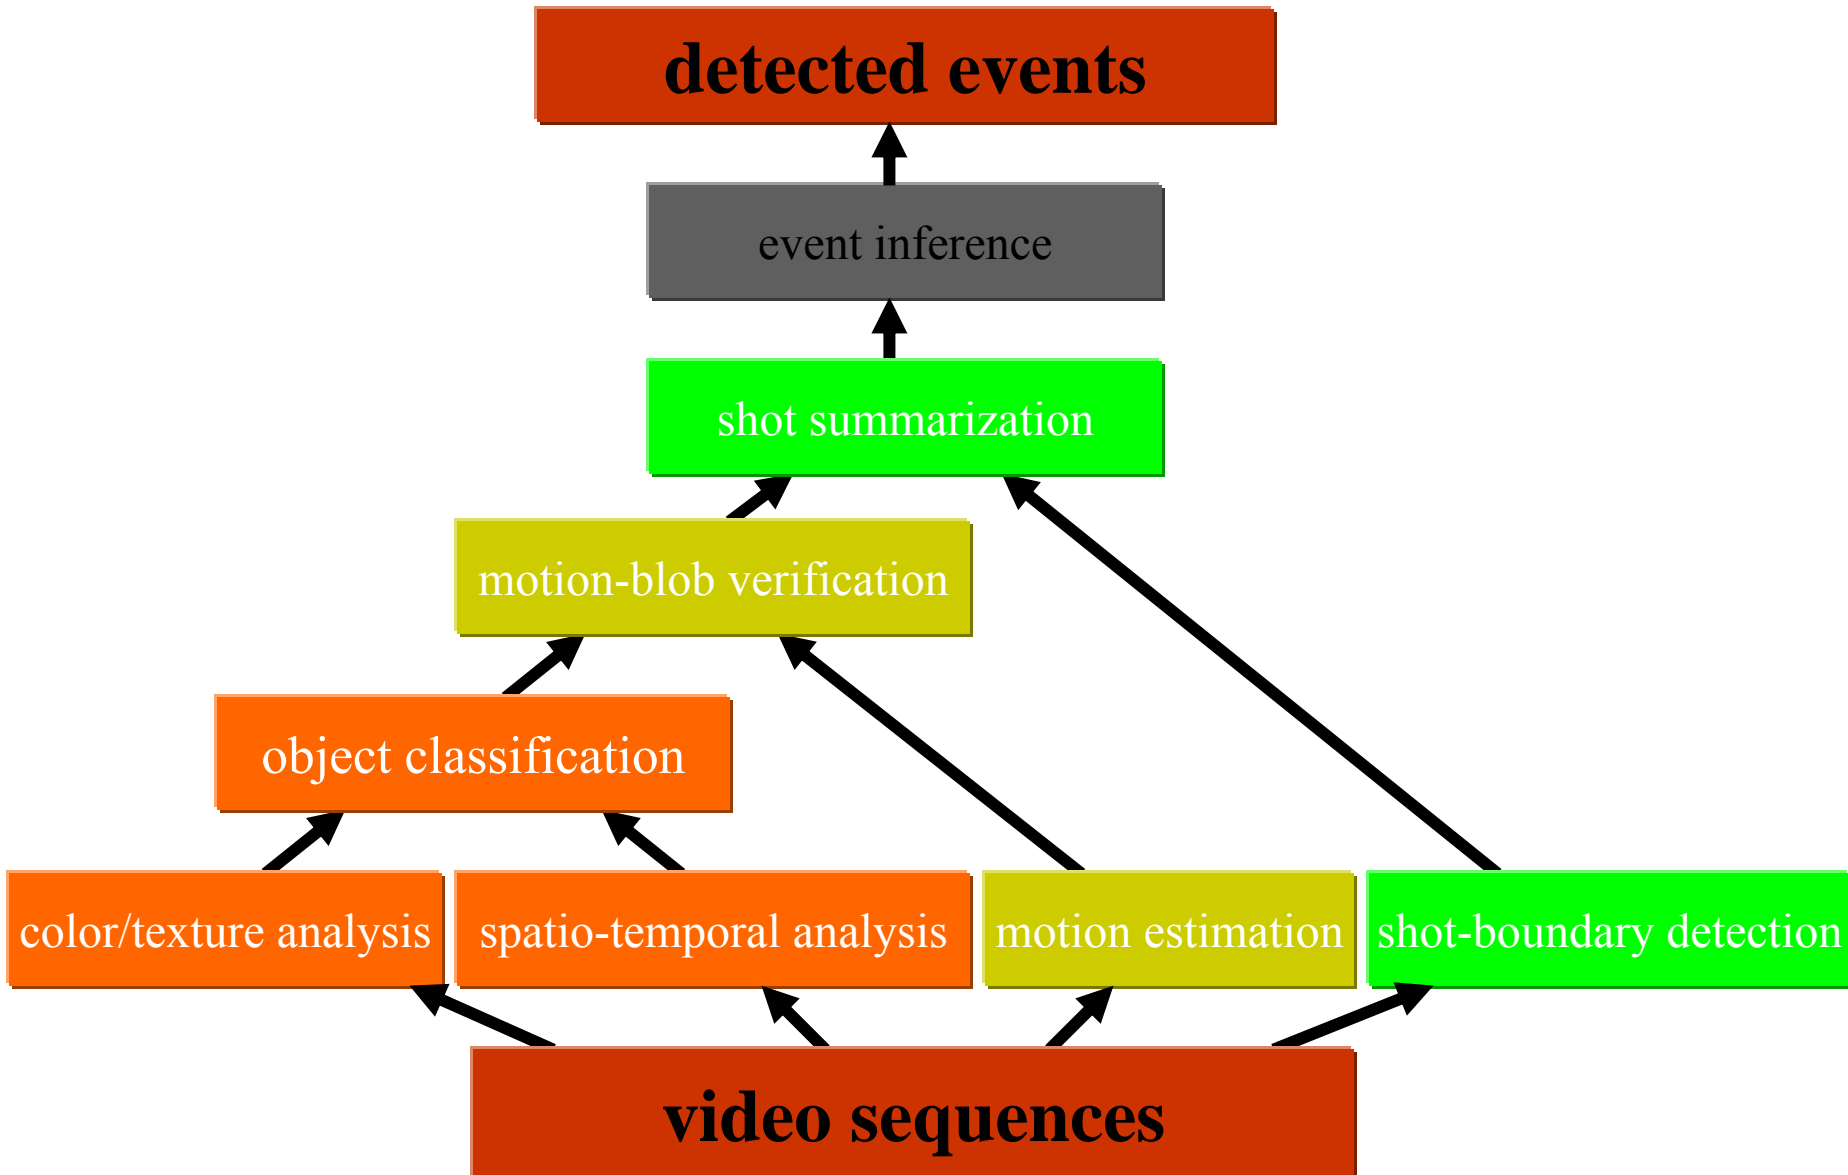 detected events
event inference
shot summarization
motion-blob verification
object classification
color/texture analysis
spatio-temporal analysis
motion estimation
shot-boundary detection
video sequences